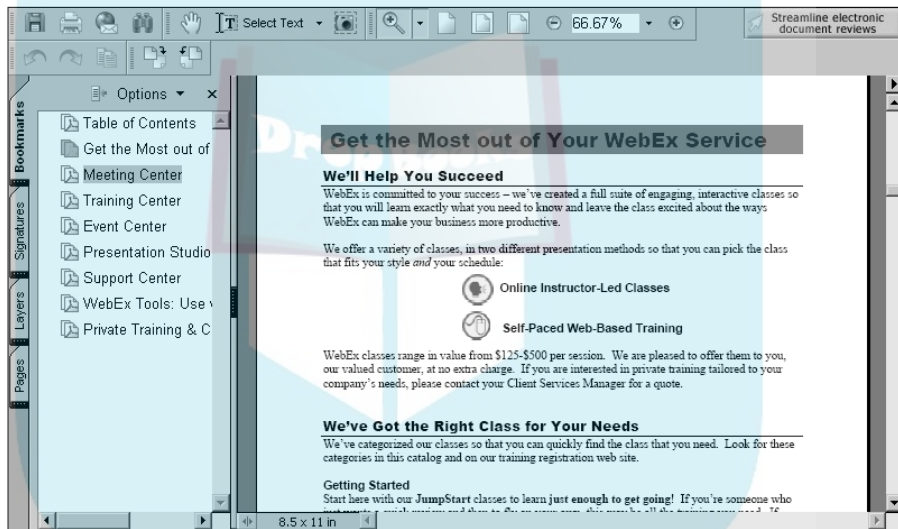 Select Text
66.67%
Streamline electronic
document reviews
Options
Bookmarks
Signatures
Layers
Pages
Table of Contents
Get the Most out of
Meeting Center
Training Center
Event Center
Presentation Studio
Support Center
WebEx Tools: Use
Private Training & C
Drop Books
Get the Most out of Your WebEx Service
We'll Help You Succeed
WebEx is committed to your success – we've created a full suite of engaging, interactive classes so
that you will learn exactly what you need to know and leave the class excited about the ways
WebEx can make your business more productive.
We offer a variety of classes, in two different presentation methods so that you can pick the class
that fits your style and your schedule:
Online Instructor-Led Classes
Self-Paced Web-Based Training
WebEx classes range in value from $125-$500 per session. We are pleased to offer them to you,
our valued customer, at no extra charge. If you are interested in private training tailored to your
company's needs, please contact your Client Services Manager for a quote.
We've Got the Right Class for Your Needs
We've categorized our classes so that you can quickly find the class that you need. Look for these
categories in this catalog and on our training registration web site.
Getting Started
Start here with our JumpStart classes to learn just enough to get going! If you're someone who
8.5 x 11 in